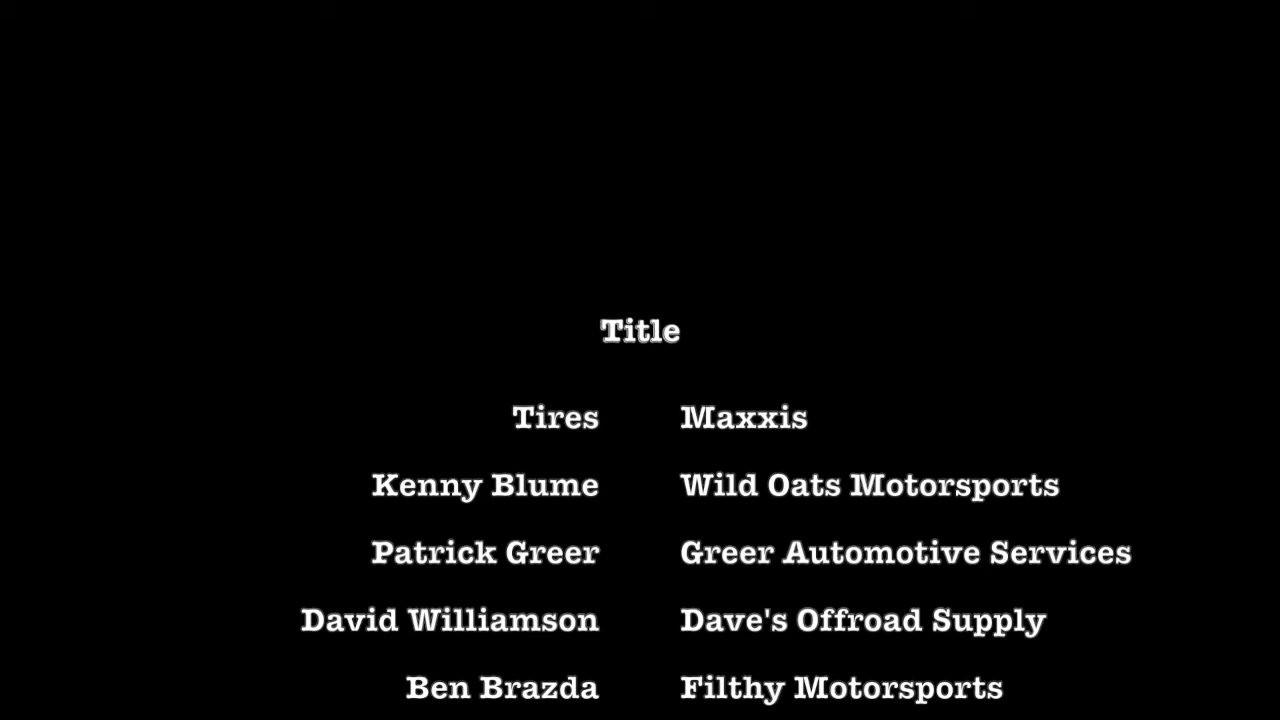 Title
Tires Maxxis
Kenny Blume Wild Oats Motorsports
Patrick Greer Greer Automotive Services
David Williamson Dave's Offroad Supply
Ben Brazda Filthy Motorsports